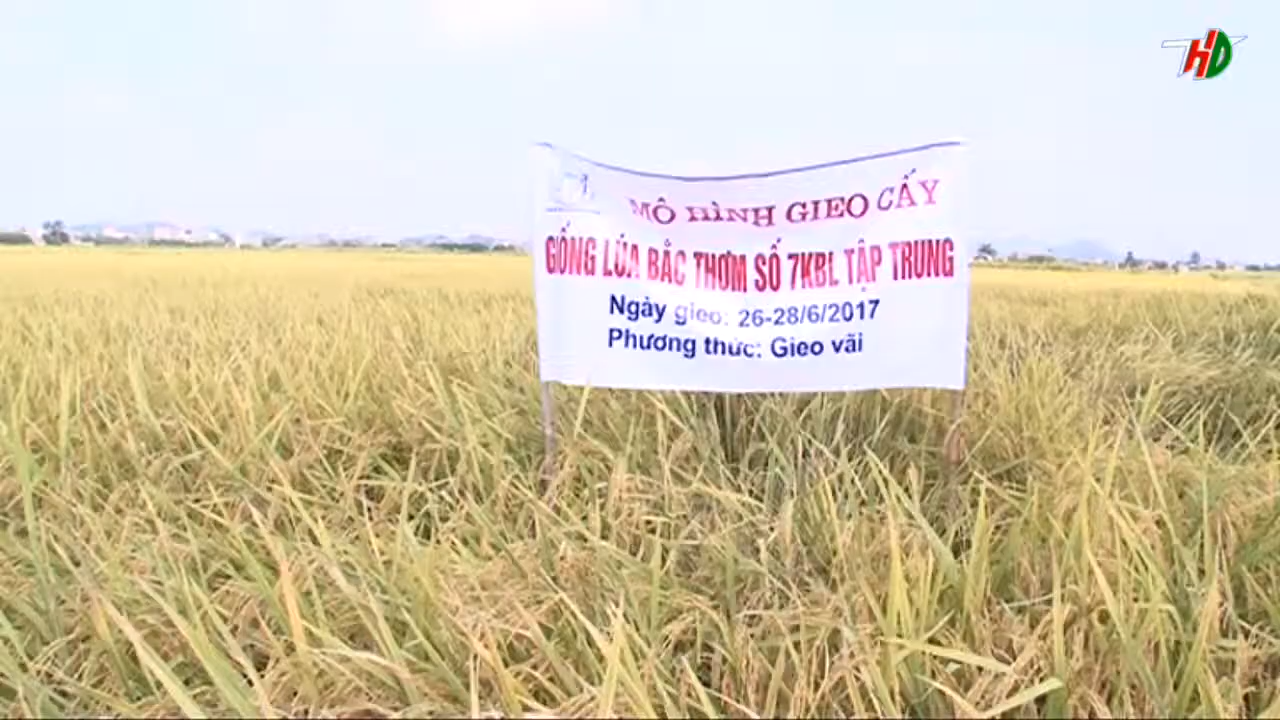 THD
MÔ HÌNH GIEO CẤY
GIỐNG LÚA BẮC THƠM SỐ 7KBL TẬP TRUNG
Ngày gieo: 26-28/6/2017
Phương thức: Gieo vãi